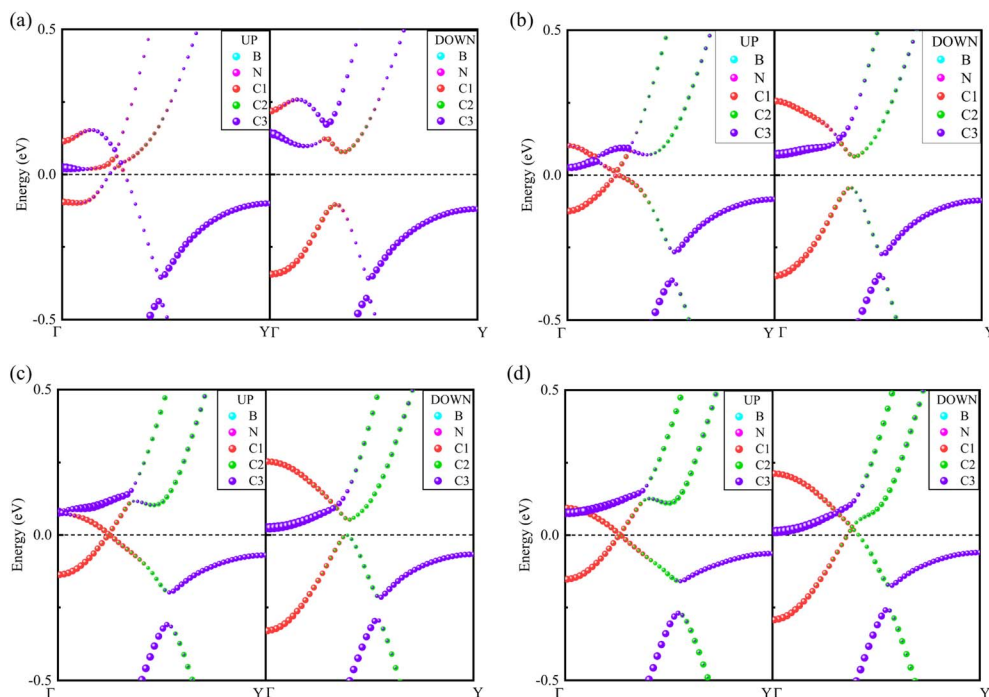 (a)
0.5
0.0
-0.5
Energy (eV)
UP
B
N
C1
C2
C3
DOWN
B
N
C1
C2
C3
Γ
Y
Y
(b)
0.5
0.0
-0.5
Energy (eV)
UP
B
N
C1
C2
C3
DOWN
B
N
C1
C2
C3
Γ
YΓ
Y
(c)
0.5
0.0
-0.5
Energy (eV)
UP
B
N
C1
C2
C3
DOWN
B
N
C1
C2
C3
Γ
YΓ
Y
(d)
0.5
0.0
-0.5
Energy (eV)
UP
B
N
C1
C2
C3
DOWN
B
N
C1
C2
C3
Γ
YΓ
Y